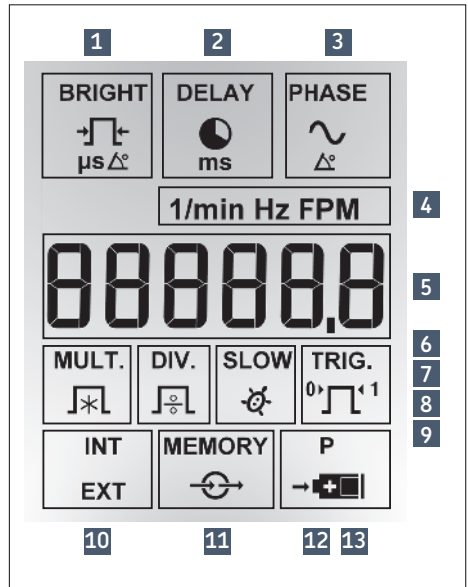 1 2 3
BRIGHT DELAY PHASE
µs ms
1/min Hz FPM 4
888888.8 5
6
MULT. DIV. SLOW TRIG. 7
0 1 8
9
INT MEMORY P
EXT
10 11 12 13